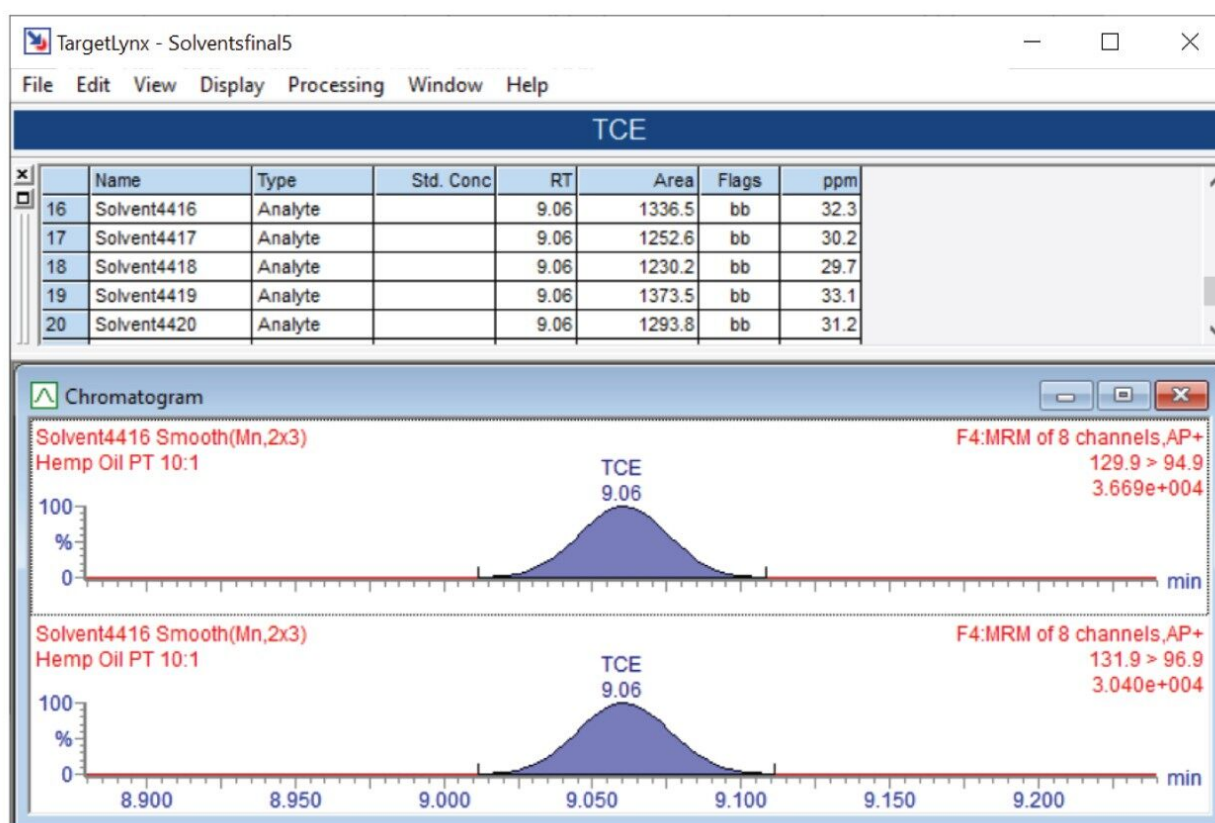 TargetLynx - Solventsfinal5
File Edit View Display Processing Window Help
TCE
Name Type Std. Conc RT Area Flags ppm
16 Solvent4416 Analyte 9.06 1336.5 bb 32.3
17 Solvent4417 Analyte 9.06 1252.6 bb 30.2
18 Solvent4418 Analyte 9.06 1230.2 bb 29.7
19 Solvent4419 Analyte 9.06 1373.5 bb 33.1
20 Solvent4420 Analyte 9.06 1293.8 bb 31.2
Chromatogram
Solvent4416 Smooth(Mn,2x3) F4:MRM of 8 channels,AP+
Hemp Oil PT 10:1 TCE 129.9 > 94.9
9.06 3.669e+004
100
%
0 min
Solvent4416 Smooth(Mn,2x3) F4:MRM of 8 channels,AP+
Hemp Oil PT 10:1 TCE 131.9 > 96.9
9.06 3.040e+004
100
%
0 min
8.900 8.950 9.000 9.050 9.100 9.150 9.200